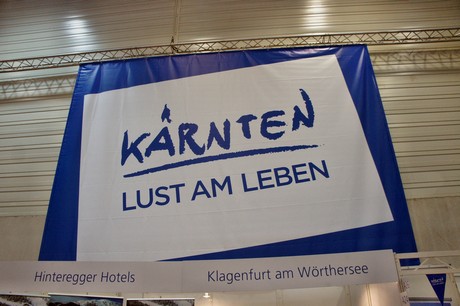 KÄRNTEN
LUST AM LEBEN
Hinteregger Hotels
Klagenfurt am Wörthersee